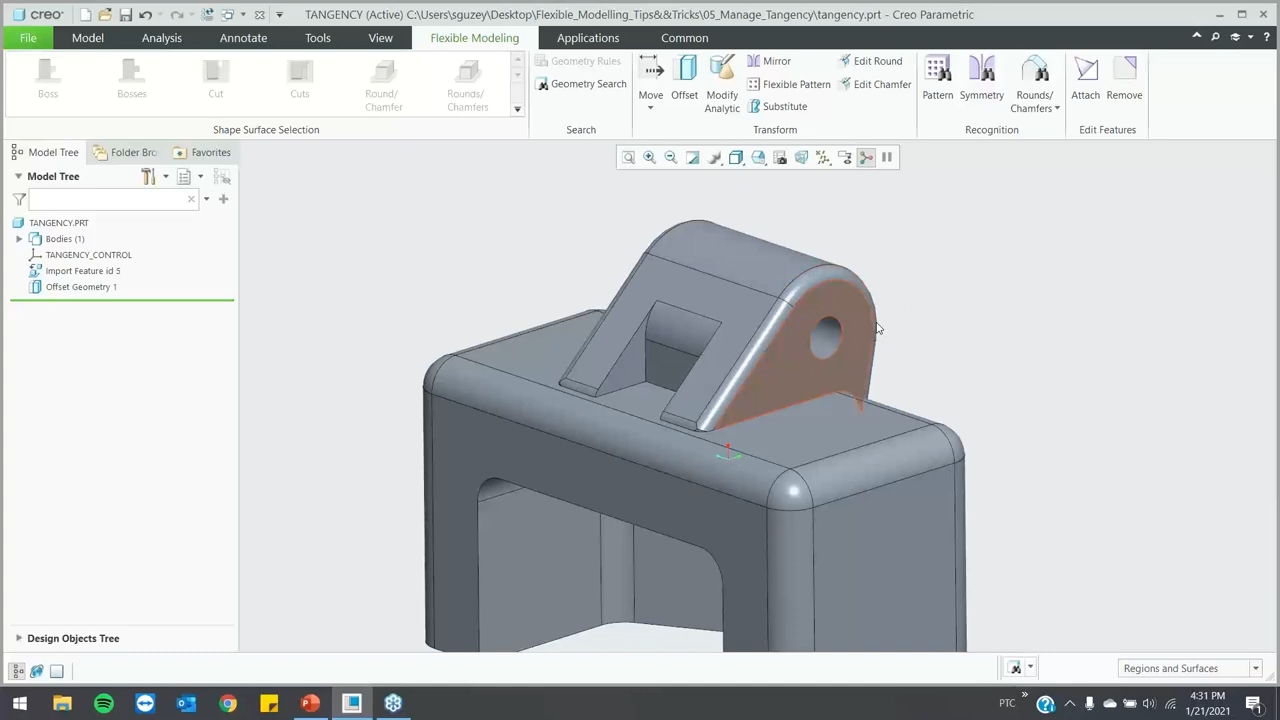 creo TANGENCY (Active) C:\Users\sguzey\Desktop\Flexible_Modelling_Tips&&Tricks\05_Manage_Tangency\tangency.prt - Creo Parametric
File Model Analysis Annotate Tools View Flexible Modeling Applications Common
Boss Bosses Cut Cuts Round/ Chamfer Rounds/ Chamfers
Geometry Rules
Geometry Search
Move Offset Modify Analytic
Mirror
Flexible Pattern
Substitute
Edit Round
Edit Chamfer
Pattern Symmetry Rounds/ Chamfers
Attach Remove
Shape Surface Selection Search Transform Recognition Edit Features
Model Tree Folder Bro Favorites
Model Tree
TANGENCY.PRT
Bodies (1)
TANGENCY_CONTROL
Import Feature id 5
Offset Geometry 1
Design Objects Tree
Regions and Surfaces
PTC
4:31 PM
1/21/2021
1